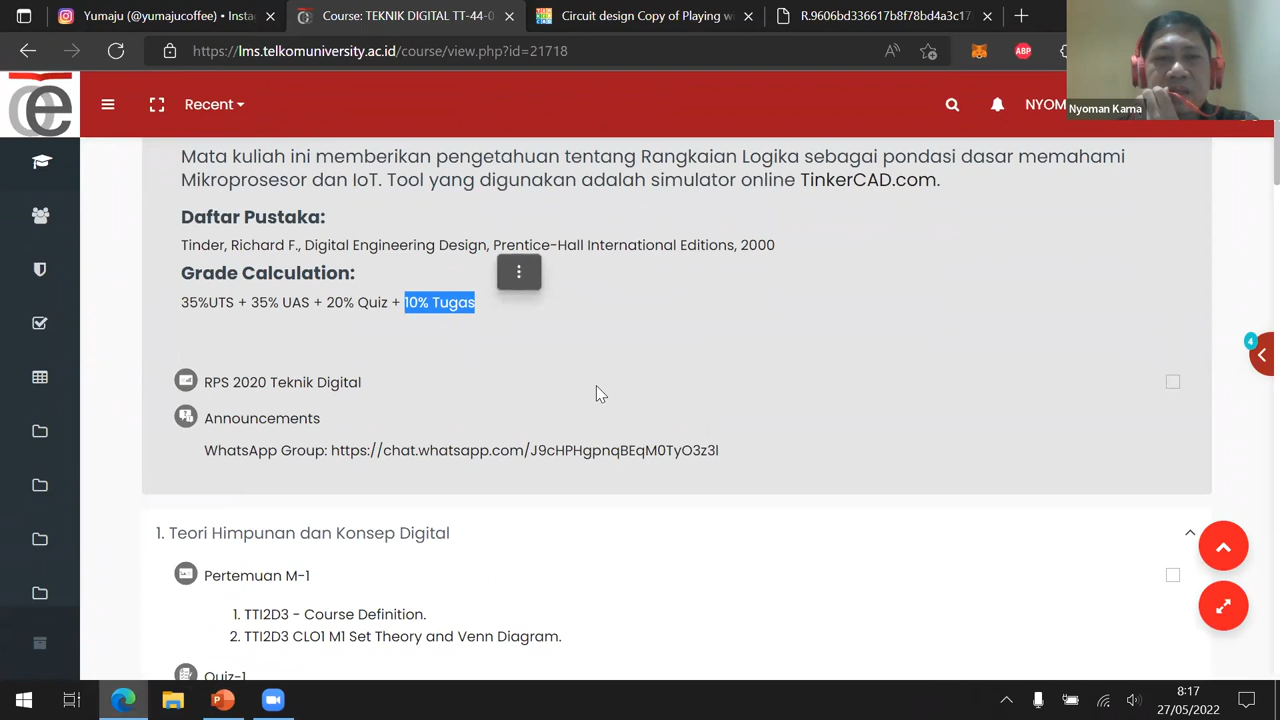 Yumaju (@yumajucoffee) • Insta
Course: TEKNIK DIGITAL TT-44-0
Circuit design Copy of Playing w
R.9606bd336617b8f78bd4a3c17
https://lms.telkomuniversity.ac.id/course/view.php?id=21718
ABP
Nyoman Karna
e
Recent
NYOM
Mata kuliah ini memberikan pengetahuan tentang Rangkaian Logika sebagai pondasi dasar memahami
Mikroprosesor dan IoT. Tool yang digunakan adalah simulator online TinkerCAD.com.
Daftar Pustaka:
Tinder, Richard F., Digital Engineering Design, Prentice-Hall International Editions, 2000
Grade Calculation:
35%UTS + 35% UAS + 20% Quiz + 10% Tugas
4
RPS 2020 Teknik Digital
Announcements
WhatsApp Group: https://chat.whatsapp.com/J9cHPHgpnqBEqM0TyO3z3I
1. Teori Himpunan dan Konsep Digital
Pertemuan M-1
1. TTI2D3 - Course Definition.
2. TTI2D3 CLO1 M1 Set Theory and Venn Diagram.
Quiz-1
8:17
27/05/2022